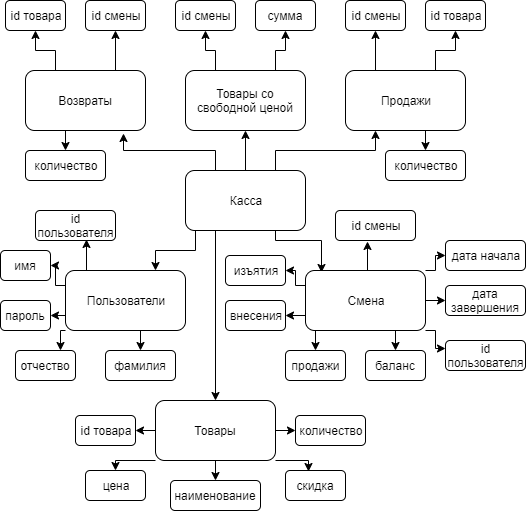 id товара
id смены
id смены
сумма
id смены
id товара
Возвраты
Товары со
свободной ценой
Продажи
количество
количество
Касса
id
пользователя
id смены
имя
изъятия
дата начала
Пользователи
Смена
пароль
внесения
дата
завершения
отчество
фамилия
продажи
баланс
id
пользователя
id товара
Товары
количество
цена
наименование
скидка